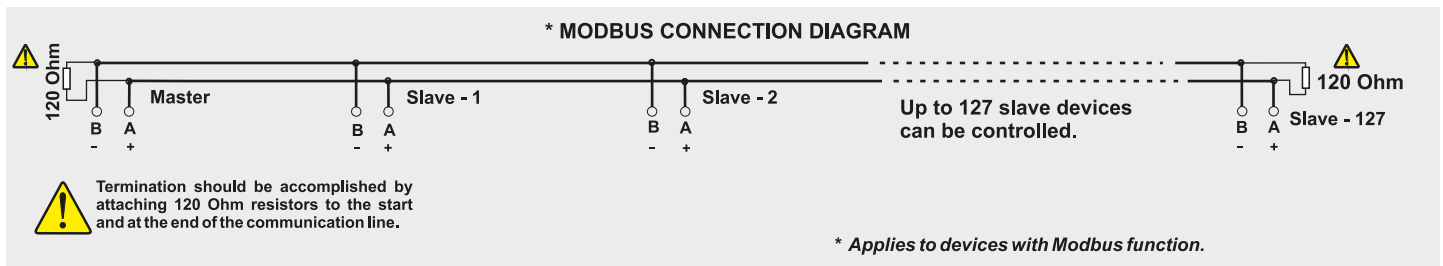 * MODBUS CONNECTION DIAGRAM
120 Ohm
B
-
A
+
Master
B
-
A
+
Slave - 1
B
-
A
+
Slave - 2
Up to 127 slave devices
can be controlled.
B
-
A
+
Slave - 127
120 Ohm
Termination should be accomplished by
attaching 120 Ohm resistors to the start
and at the end of the communication line.
* Applies to devices with Modbus function.